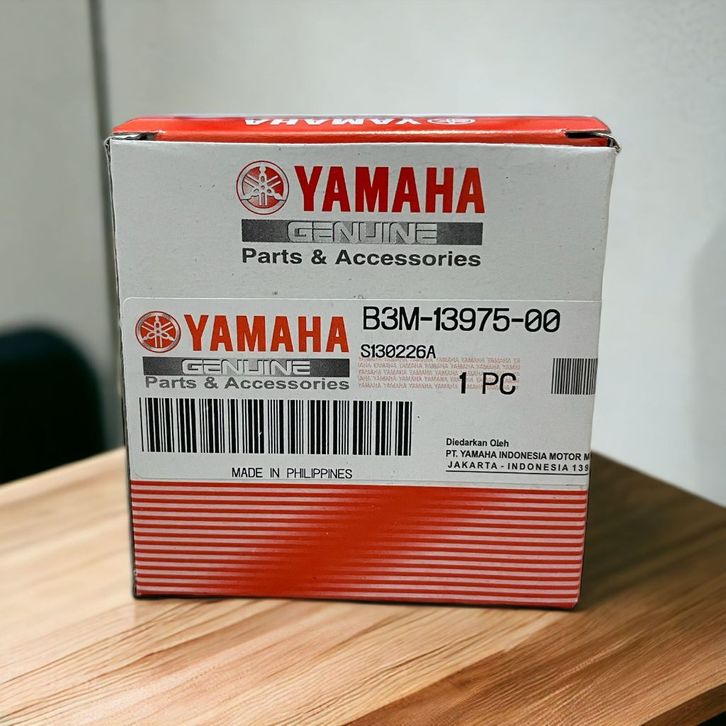 YAMAHA
YAMAHA
GENUINE
Parts & Accessories
YAMAHA
GENUINE
Parts & Accessories
B3M-13975-00
S130226A
1 PC
MADE IN PHILIPPINES
Diedarkan Oleh
PT. YAMAHA INDONESIA MOTOR
JAKARTA - INDONESIA